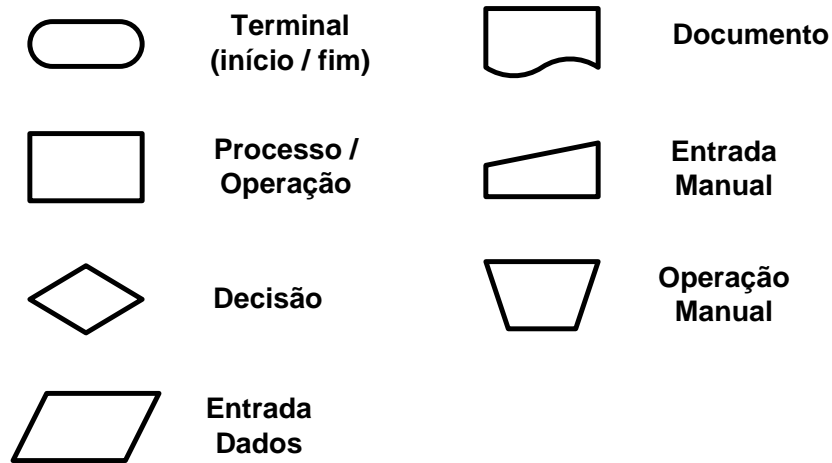 Terminal
(início / fim)
Documento
Processo /
Operação
Entrada
Manual
Decisão
Operação
Manual
Entrada
Dados